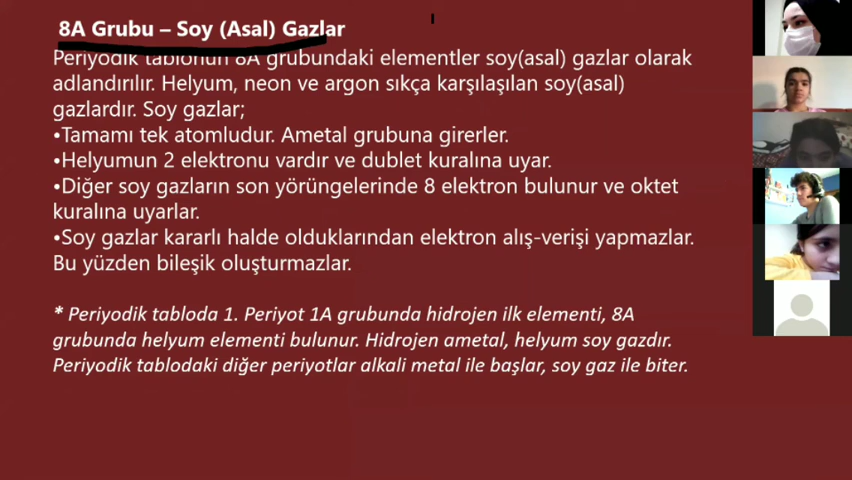 8A Grubu – Soy (Asal) Gazlar
Periyodik tablonun 8A grubundaki elementler soy(asal) gazlar olarak
adlandırılır. Helyum, neon ve argon sıkça karşılaşılan soy(asal)
gazlardır. Soy gazlar;
•Tamamı tek atomludur. Ametal grubuna girerler.
•Helyumun 2 elektronu vardır ve dublet kuralına uyar.
•Diğer soy gazların son yörüngelerinde 8 elektron bulunur ve oktet
kuralına uyarlar.
•Soy gazlar kararlı halde olduklarından elektron alış-verişi yapmazlar.
Bu yüzden bileşik oluşturmazlar.
* Periyodik tabloda 1. Periyot 1A grubunda hidrojen ilk elementi, 8A
grubunda helyum elementi bulunur. Hidrojen ametal, helyum soy gazdır.
Periyodik tablodaki diğer periyotlar alkali metal ile başlar, soy gaz ile biter.